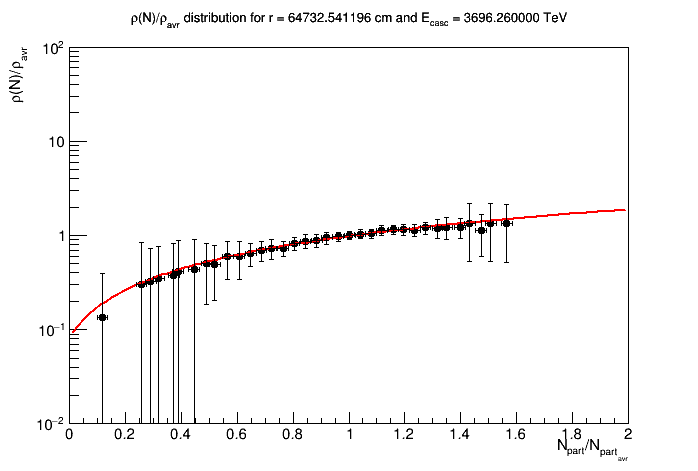 ρ(N)/ρavr distribution for r = 64732.541196 cm and Ecasc = 3696.260000 TeV
ρ(N)/ρavr
10²
10
1
10⁻¹
10⁻²
0 0.2 0.4 0.6 0.8 1 1.2 1.4 1.6 1.8 2
Npart/Npartavr